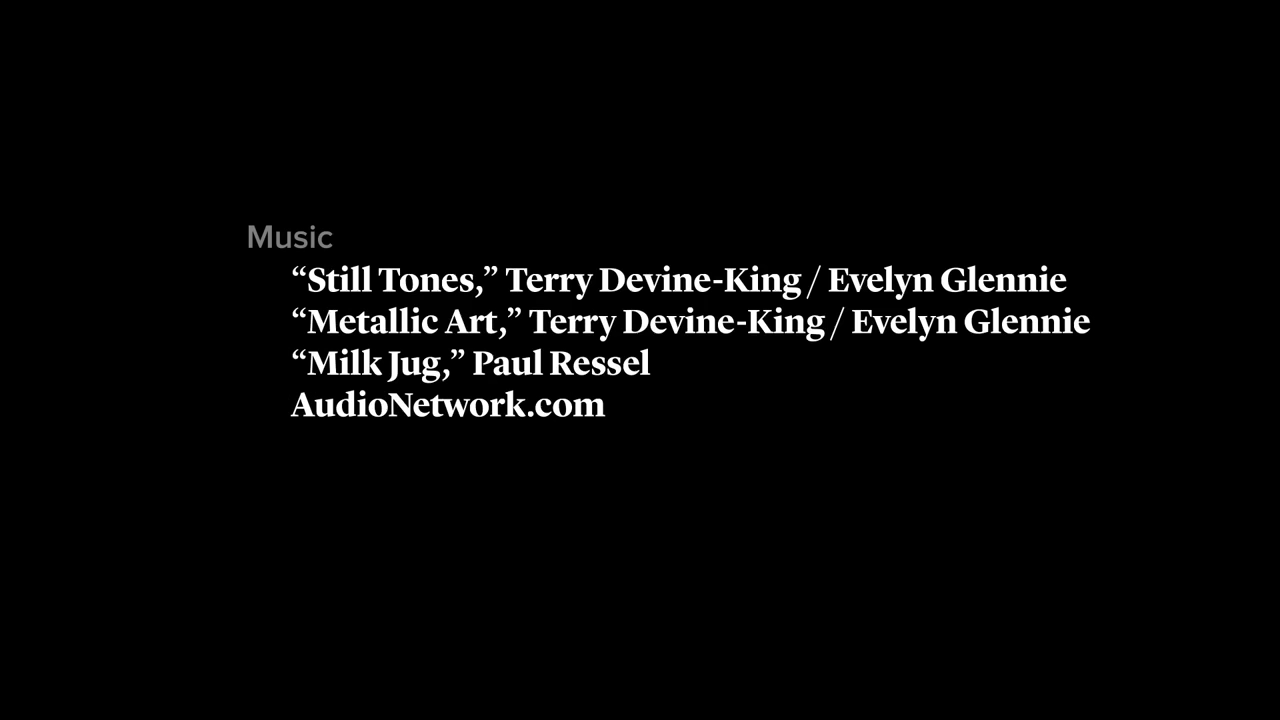 Music
“Still Tones,” Terry Devine-King / Evelyn Glennie
“Metallic Art,” Terry Devine-King / Evelyn Glennie
“Milk Jug,” Paul Ressel
AudioNetwork.com